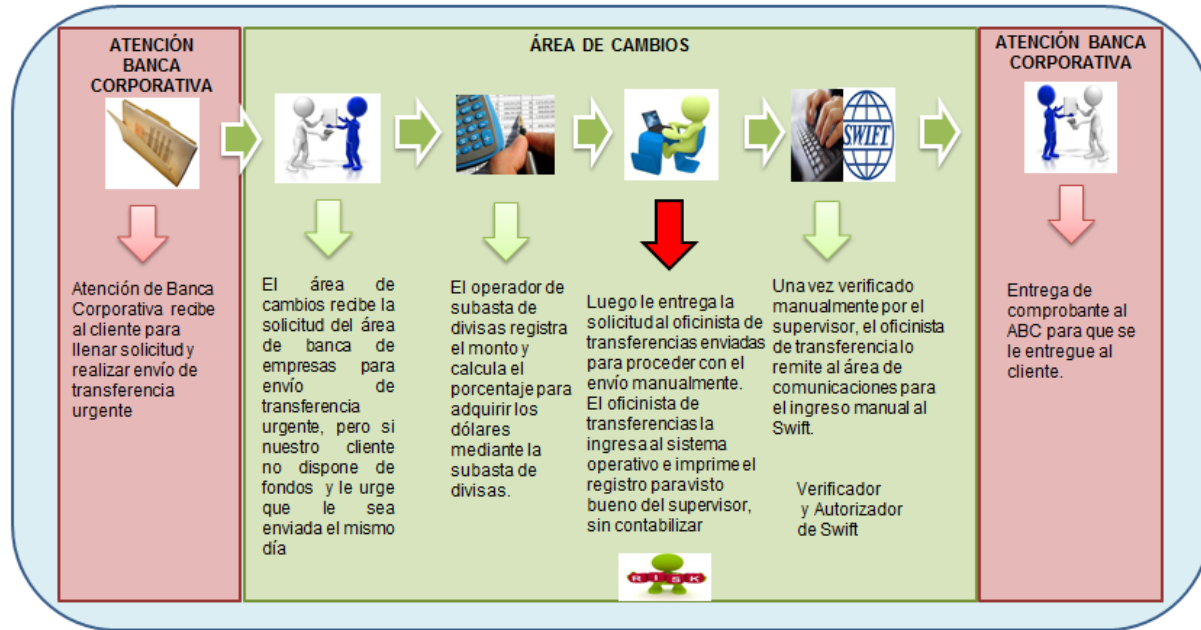 ATENCIÓN
BANCA
CORPORATIVA
Atención de Banca
Corporativa recibe
al cliente para
llenar solicitud y
realizar envío de
transferencia
urgente
ÁREA DE CAMBIOS
El área de
cambios recibe la
solicitud del área
de banca de
empresas para
envío de
transferencia
urgente, pero si
nuestro cliente
no dispone de
fondos y le urge
que le sea
enviada el mismo
día
El operador de
subasta de
divisas registra
el monto y
calcula el
porcentaje para
adquirir los
dólares
mediante la
subasta de
divisas.
Luego le entrega la
solicitud al oficinista de
transferencias enviadas
para proceder con el
envío manualmente.
El oficinista de
transferencias la
ingresa al sistema
operativo e imprime el
registro paravisto
bueno del supervisor,
sin contabilizar
RISK
SWIFT
Una vez verificado
manualmente por el
supervisor, el oficinista
de transferencia lo
remite al área de
comunicaciones para
el ingreso manual al
Swift.
Verificador
y Autorizador
de Swift
ATENCIÓN BANCA
CORPORATIVA
Entrega de
comprobante al
ABC para que se
le entregue al
cliente.